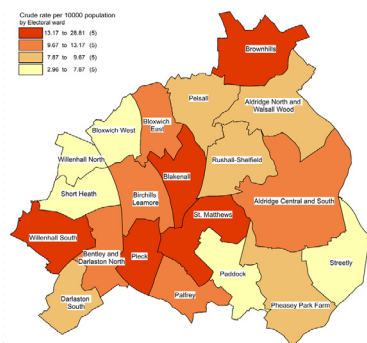 Crude rate per 10000 population
by Electoral ward
13.17 to 28.81 (5)
9.67 to 13.17 (5)
7.87 to 9.67 (5)
2.96 to 7.87 (5)
Brownhills
Pelsall
Aldridge North and
Walsall Wood
Bloxwich
East
Bloxwich West
Willenhall North
Rushall-Shelfield
Blakenall
Short Heath
Birchills
Leamore
Aldridge Central and South
St. Matthews
Willenhall South
Bentley and
Darlaston North
Pleck
Paddock
Streetly
Palfrey
Darlaston
South
Pheasey Park Farm